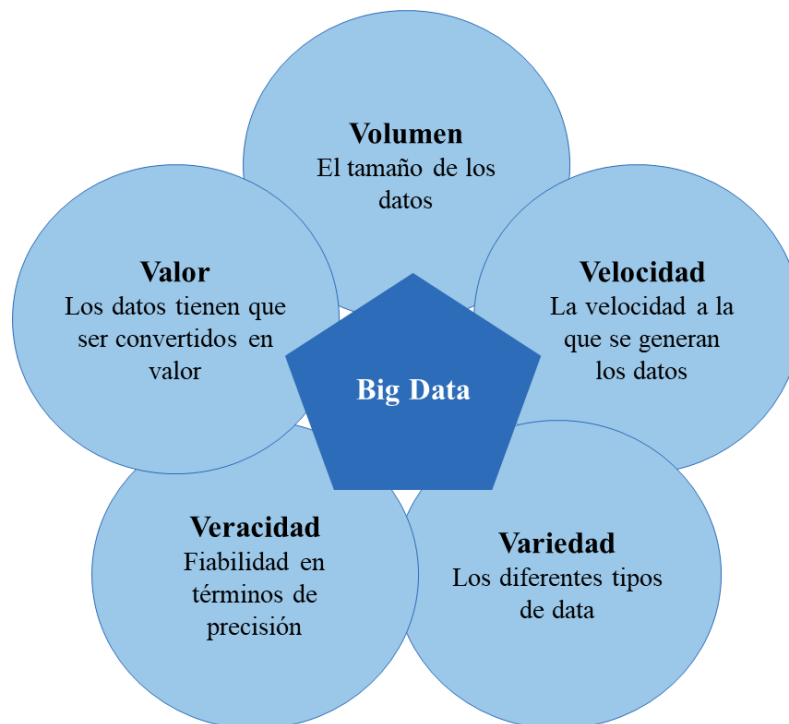 Volumen
El tamaño de los
datos
Valor
Los datos tienen que
ser convertidos en
valor
Velocidad
La velocidad a la
que se generan
los datos
Big Data
Veracidad
Fiabilidad en
términos de
precisión
Variedad
Los diferentes tipos
de data